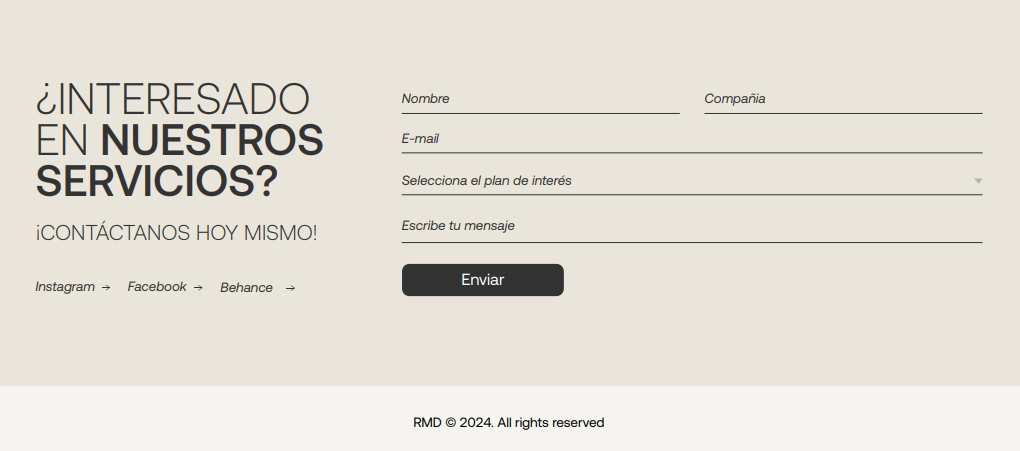 ¿INTERESADO
EN NUESTROS
SERVICIOS?
¡CONTÁCTANOS HOY MISMO!
Instagram → Facebook → Behance →
Nombre Compañia
E-mail
Selecciona el plan de interés
Escribe tu mensaje
Enviar
RMD © 2024. All rights reserved